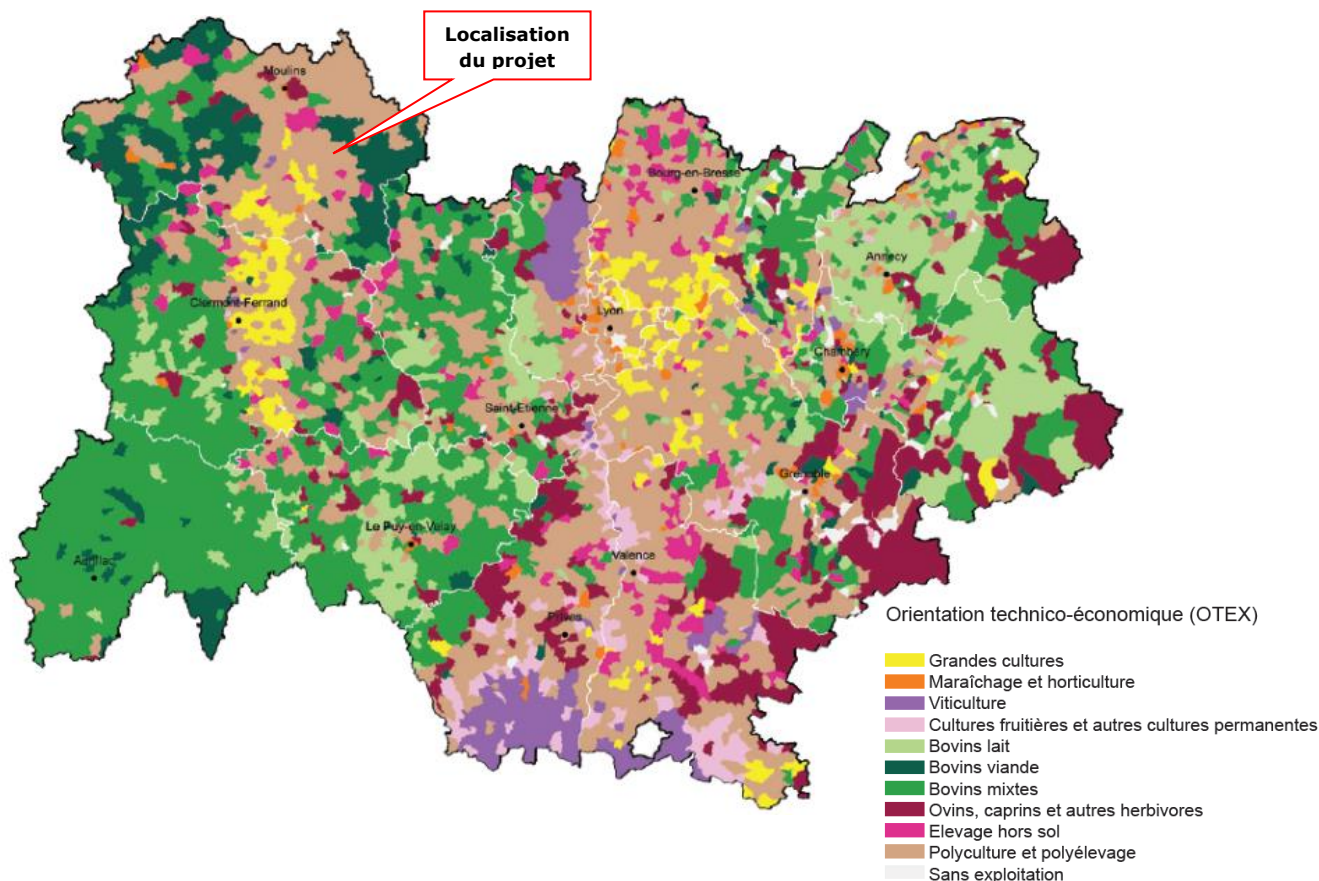 Localisation
du projet
Moulins
Bourg-en-Bresse
Annecy
Clermont-Ferrand
Lyon
Chambéry
Saint-Etienne
Grenoble
Le Puy-en-Velay
Valence
Aurillac
Privas
Orientation technico-économique (OTEX)
Grandes cultures
Maraîchage et horticulture
Viticulture
Cultures fruitières et autres cultures permanentes
Bovins lait
Bovins viande
Bovins mixtes
Ovins, caprins et autres herbivores
Elevage hors sol
Polyculture et polyélevage
Sans exploitation